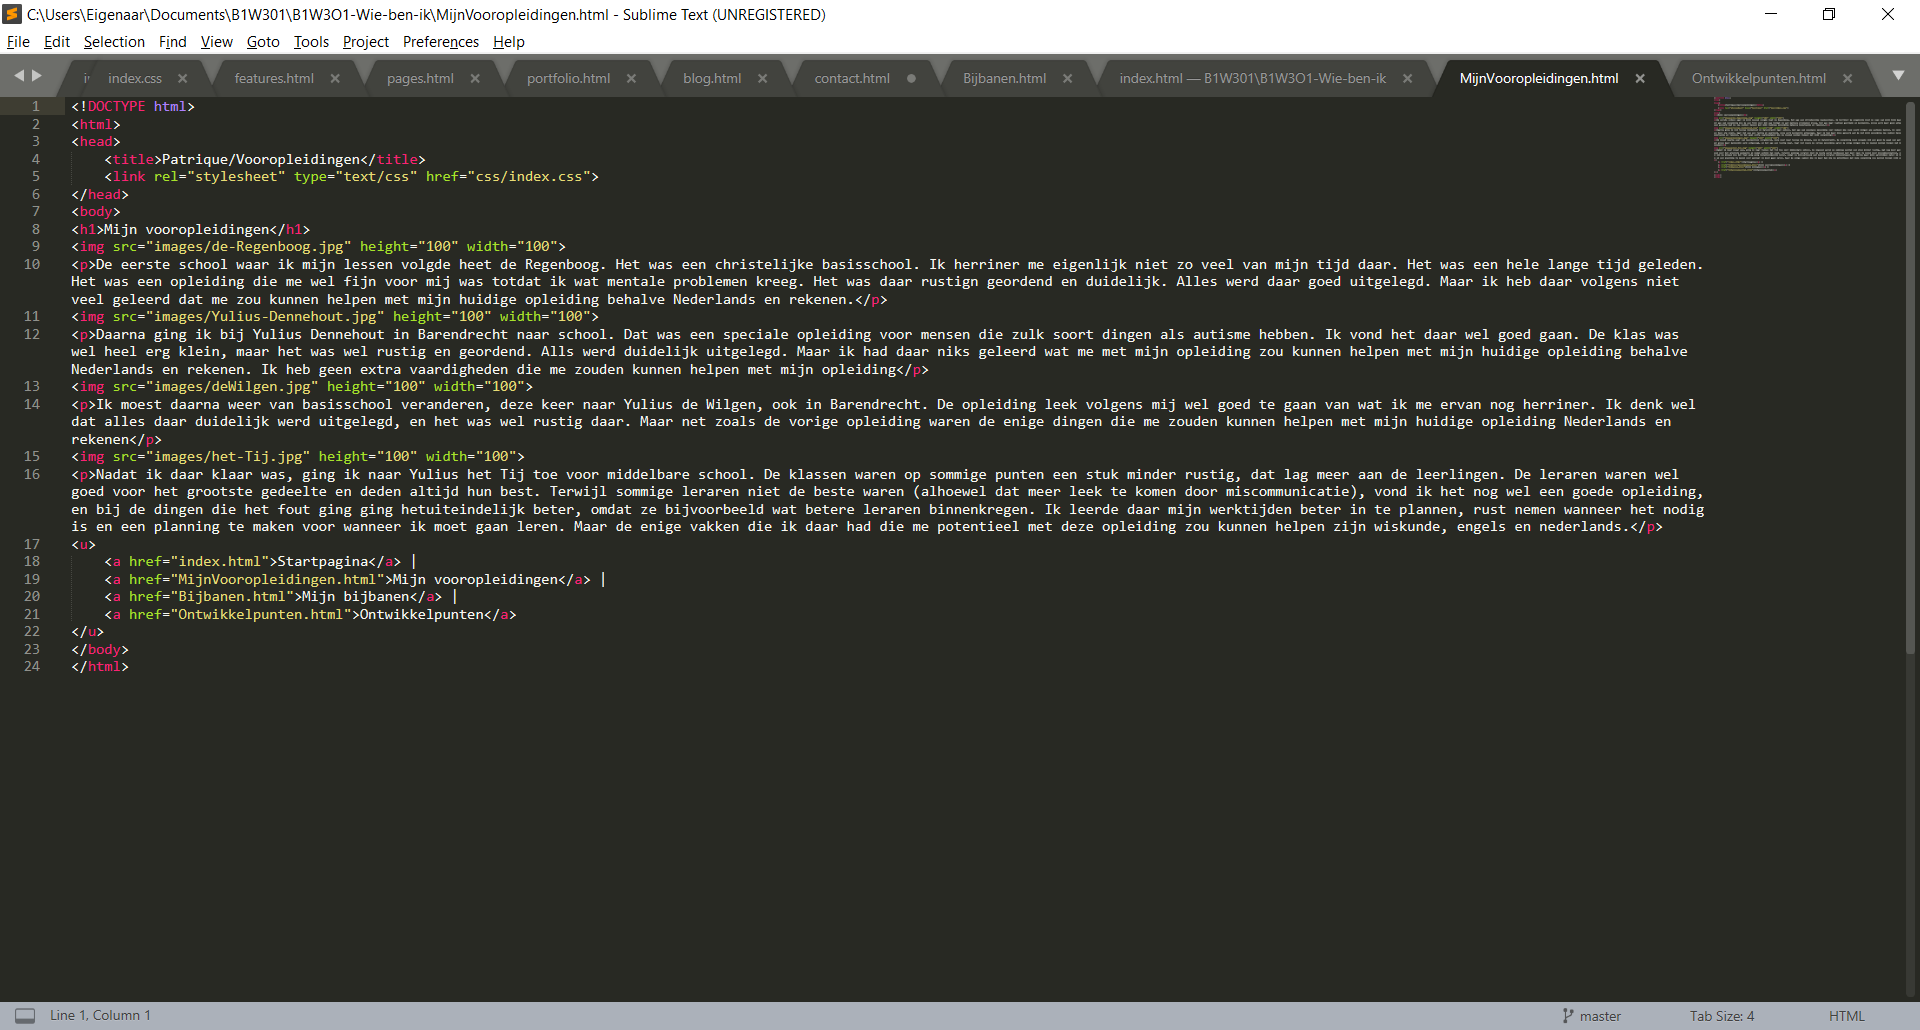 C:\Users\Eigenaar\Documents\B1W301\B1W3O1-Wie-ben-ik\MijnVooropleidingen.html - Sublime Text (UNREGISTERED)
File Edit Selection Find View Goto Tools Project Preferences Help
index.css features.html pages.html portfolio.html blog.html contact.html Bijbanen.html index.html — B1W301\B1W3O1-Wie-ben-ik MijnVooropleidingen.html Ontwikkelpunten.html
1 <!DOCTYPE html>
2 <html>
3 <head>
4 <title>Patrique/Vooropleidingen</title>
5 <link rel="stylesheet" type="text/css" href="css/index.css">
6 </head>
7 <body>
8 <h1>Mijn vooropleidingen</h1>
9 <img src="images/de-Regenboog.jpg" height="100" width="100">
10 <p>De eerste school waar ik mijn lessen volgde heet de Regenboog. Het was een christelijke basisschool. Ik herriner me eigenlijk niet zo veel van mijn tijd daar. Het was een hele lange tijd geleden.
Het was een opleiding die me wel fijn voor mij was totdat ik wat mentale problemen kreeg. Het was daar rustign geordend en duidelijk. Alles werd daar goed uitgelegd. Maar ik heb daar volgens niet
veel geleerd dat me zou kunnen helpen met mijn huidige opleiding behalve Nederlands en rekenen.</p>
11 <img src="images/Yulius-Dennehout.jpg" height="100" width="100">
12 <p>Daarna ging ik bij Yulius Dennehout in Barendrecht naar school. Dat was een speciale opleiding voor mensen die zulk soort dingen als autisme hebben. Ik vond het daar wel goed gaan. De klas was
wel heel erg klein, maar het was wel rustig en geordend. Alls werd duidelijk uitgelegd. Maar ik had daar niks geleerd wat me met mijn opleiding zou kunnen helpen met mijn huidige opleiding behalve
Nederlands en rekenen. Ik heb geen extra vaardigheden die me zouden kunnen helpen met mijn opleiding</p>
13 <img src="images/deWilgen.jpg" height="100" width="100">
14 <p>Ik moest daarna weer van basisschool veranderen, deze keer naar Yulius de Wilgen, ook in Barendrecht. De opleiding leek volgens mij wel goed te gaan van wat ik me ervan nog herriner. Ik denk wel
dat alles daar duidelijk werd uitgelegd, en het was wel rustig daar. Maar net zoals de vorige opleiding waren de enige dingen die me zouden kunnen helpen met mijn huidige opleiding Nederlands en
rekenen</p>
15 <img src="images/het-Tij.jpg" height="100" width="100">
16 <p>Nadat ik daar klaar was, ging ik naar Yulius het Tij toe voor middelbare school. De klassen waren op sommige punten een stuk minder rustig, dat lag meer aan de leerlingen. De leraren waren wel
goed voor het grootste gedeelte en deden altijd hun best. Terwijl sommige leraren niet de beste waren (alhoewel dat meer leek te komen door miscommunicatie), vond ik het nog wel een goede opleiding,
en bij de dingen die het fout ging ging hetuiteindelijk beter, omdat ze bijvoorbeeld wat betere leraren binnenkregen. Ik leerde daar mijn werktijden beter in te plannen, rust nemen wanneer het nodig
is en een planning te maken voor wanneer ik moet gaan leren. Maar de enige vakken die ik daar had die me potentieel met deze opleiding zou kunnen helpen zijn wiskunde, engels en nederlands.</p>
17 <u>
18 <a href="index.html">Startpagina</a> |
19 <a href="MijnVooropleidingen.html">Mijn vooropleidingen</a> |
20 <a href="Bijbanen.html">Mijn bijbanen</a> |
21 <a href="Ontwikkelpunten.html">Ontwikkelpunten</a>
22 </u>
23 </body>
24 </html>
Line 1, Column 1 master Tab Size: 4 HTML